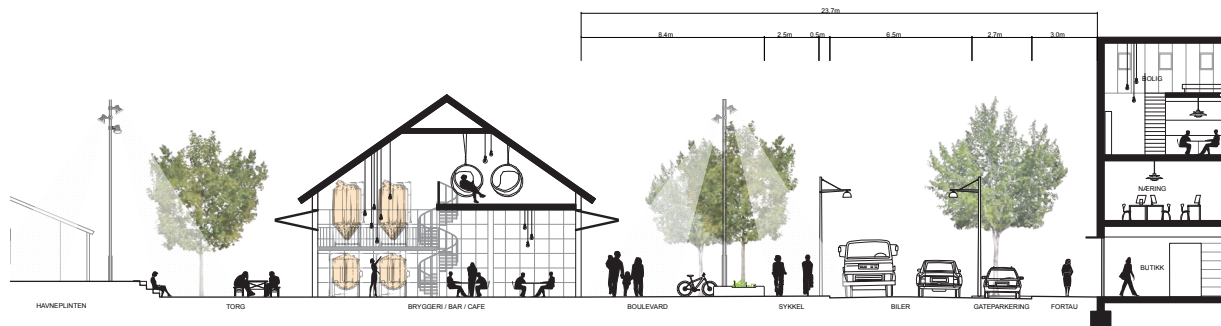 23.7m
8.4m 2.5m 0.5m 6.5m 2.7m 3.0m
BOLIG
NÆRING
BUTIKK
HAVNEPLINTEN TORG BRYGGERI / BAR / CAFE BOULEVARD SYKKEL BILER GATEPARKERING FORTAU